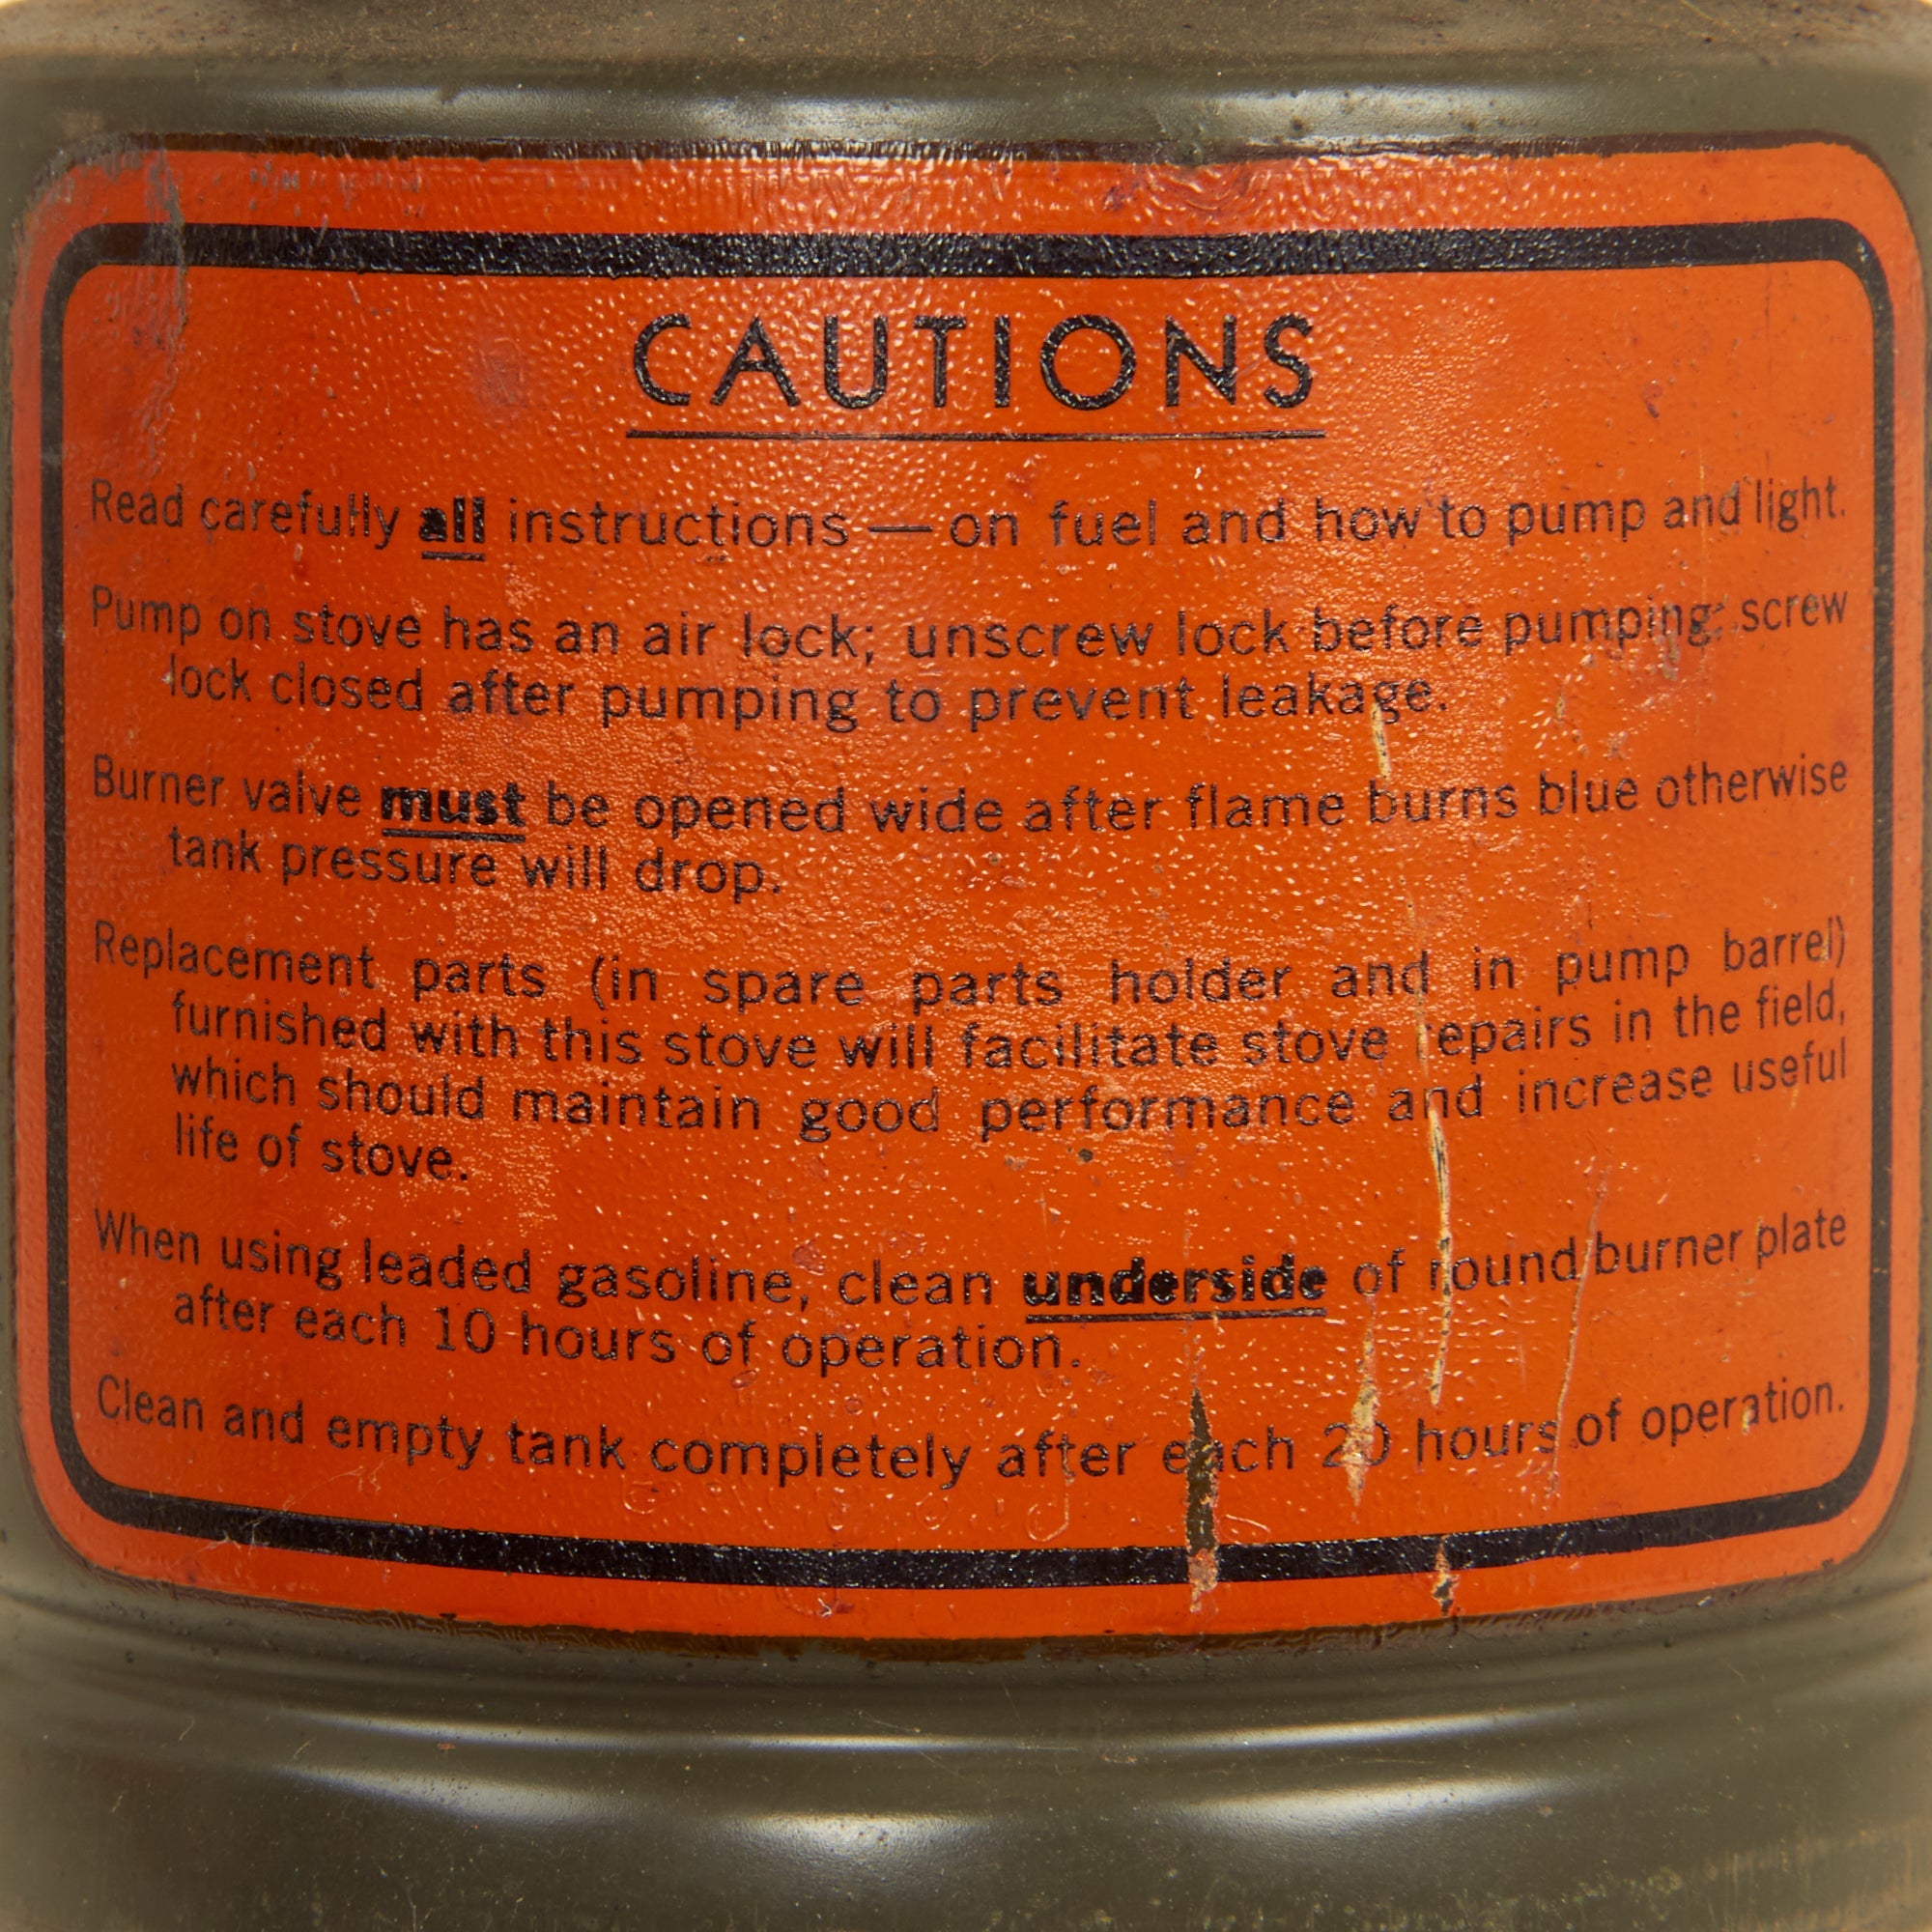 CAUTIONS
Read carefully all instructions — on fuel and how to pump and light.
Pump on stove has an air lock; unscrew lock before pumping; screw
lock closed after pumping to prevent leakage.
Burner valve must be opened wide after flame burns blue otherwise
tank pressure will drop.
Replacement parts (in spare parts holder and in pump barrel)
furnished with this stove will facilitate stove repairs in the field,
which should maintain good performance and increase useful
life of stove.
When using leaded gasoline, clean underside of round burner plate
after each 10 hours of operation.
Clean and empty tank completely after each 20 hours of operation.